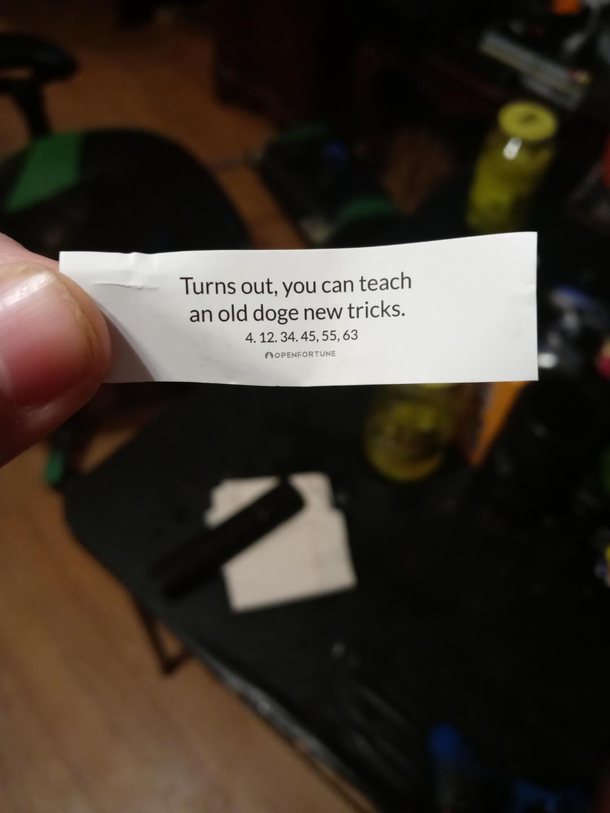 Turns out, you can teach
an old doge new tricks.
4. 12. 34. 45, 55, 63
OPENFORTUNE